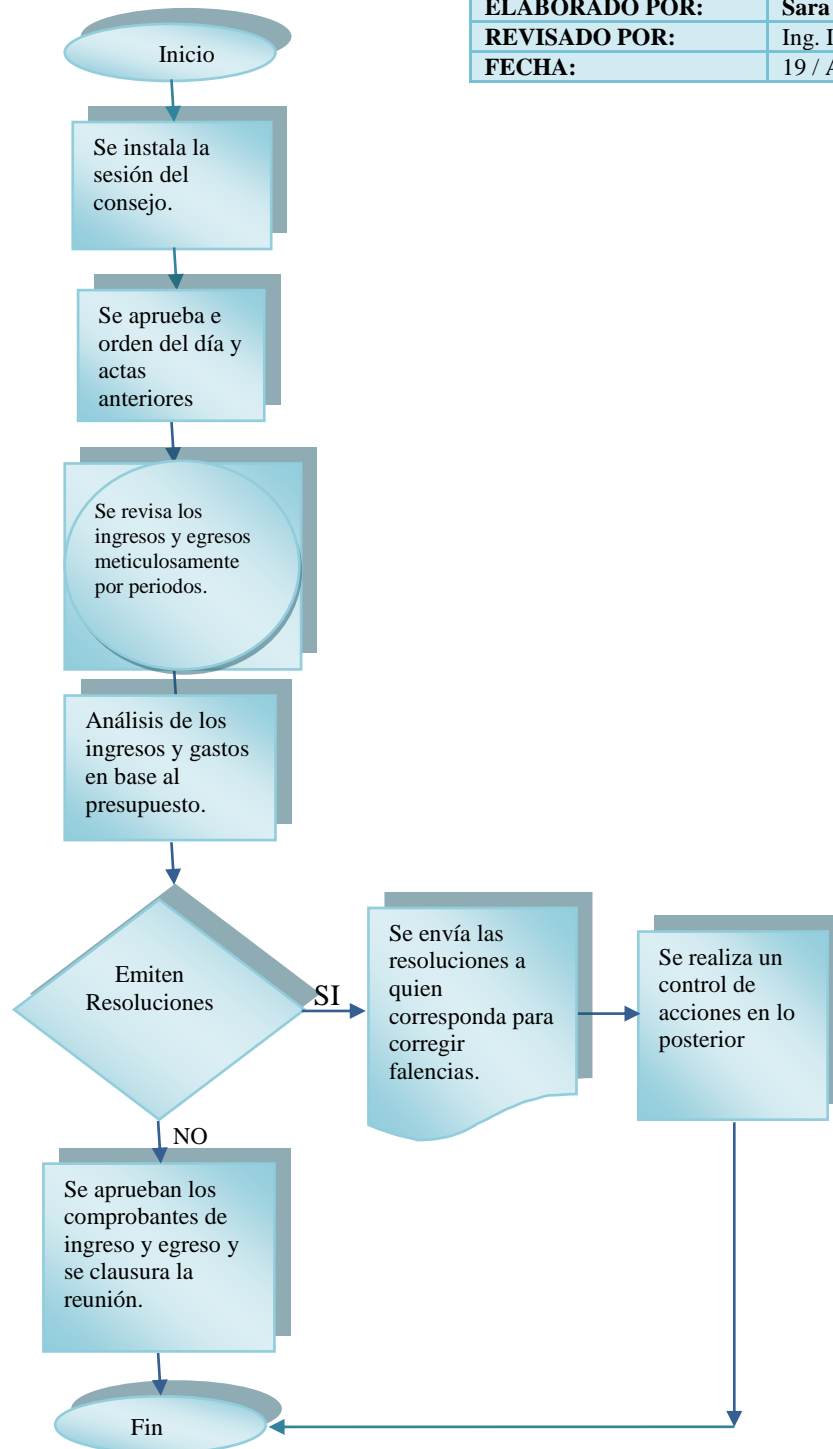 ELABORADO POR: Sara
REVISADO POR: Ing.
FECHA: 19 /
Inicio
Se instala la
sesión del
consejo.
Se aprueba e
orden del día y
actas
anteriores
Se revisa los
ingresos y egresos
meticulosamente
por periodos.
Análisis de los
ingresos y gastos
en base al
presupuesto.
Emiten
Resoluciones
SI
Se envía las
resoluciones a
quien
corresponda para
corregir
falencias.
Se realiza un
control de
acciones en lo
posterior
NO
Se aprueban los
comprobantes de
ingreso y egreso y
se clausura la
reunión.
Fin